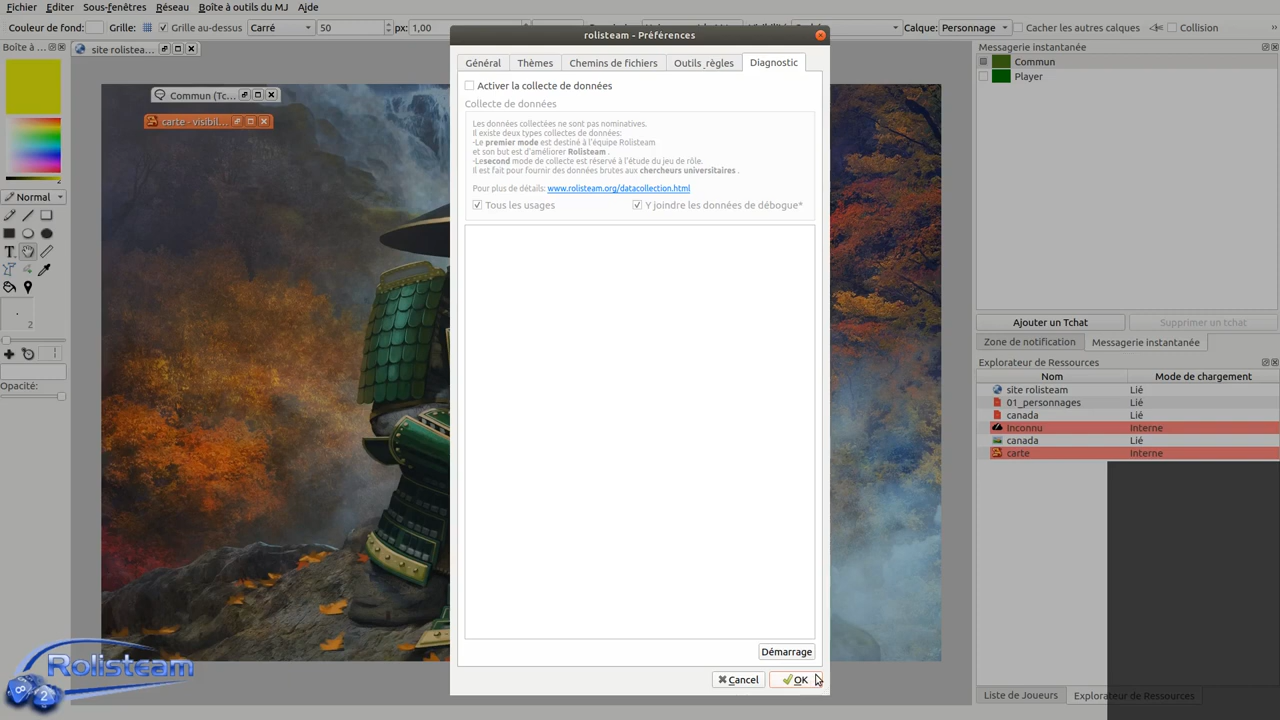 Fichier Editer Sous-fenêtres Réseau Boîte à outils du MJ Aide
Couleur de fond: Grille: Grille au-dessus Carré 50 px: 1,00 Calque: Personnage Cacher les autres calques Collision
Boîte à ...
site rolistea...
Commun (Tc...
carte - visibil...
Normal
2
Opacité:
Rolisteam
8 2
rolisteam - Préférences
Général Thèmes Chemins de fichiers Outils règles Diagnostic
Activer la collecte de données
Collecte de données
Les données collectées ne sont pas nominatives.
Il existe deux types collectes de données:
-Le premier mode est destiné à l'équipe Rolisteam
et son but est d'améliorer Rolisteam .
-Lesecond mode de collecte est réservé à l'étude du jeu de rôle.
Il est fait pour fournir des données brutes aux chercheurs universitaires .
Pour plus de détails: www.rolisteam.org/datacollection.html
Tous les usages Y joindre les données de débogue*
Démarrage
Cancel OK
Messagerie instantanée
Commun
Player
Ajouter un Tchat Supprimer un tchat
Zone de notification Messagerie instantanée
Explorateur de Ressources
Nom Mode de chargement
site rolisteam Lié
01_personnages Lié
canada Lié
Inconnu Interne
canada Lié
carte Interne
Liste de Joueurs Explorateur de Ressources